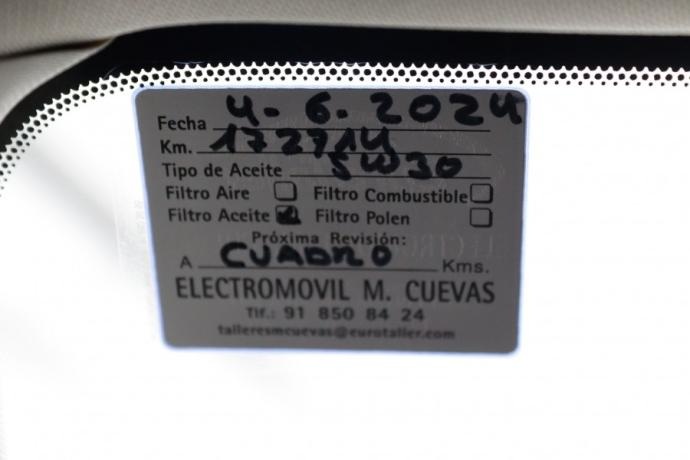 Fecha 4-6.2024
Km. 172714
Tipo de Aceite 5W30
Filtro Aire Filtro Combustible
Filtro Aceite Filtro Polen
Próxima Revisión:
A CUADRO Kms.
ELECTROMOVIL M. CUEVAS
Tlf.: 91 850 84 24
talleresmcuevas@eurotaller.com